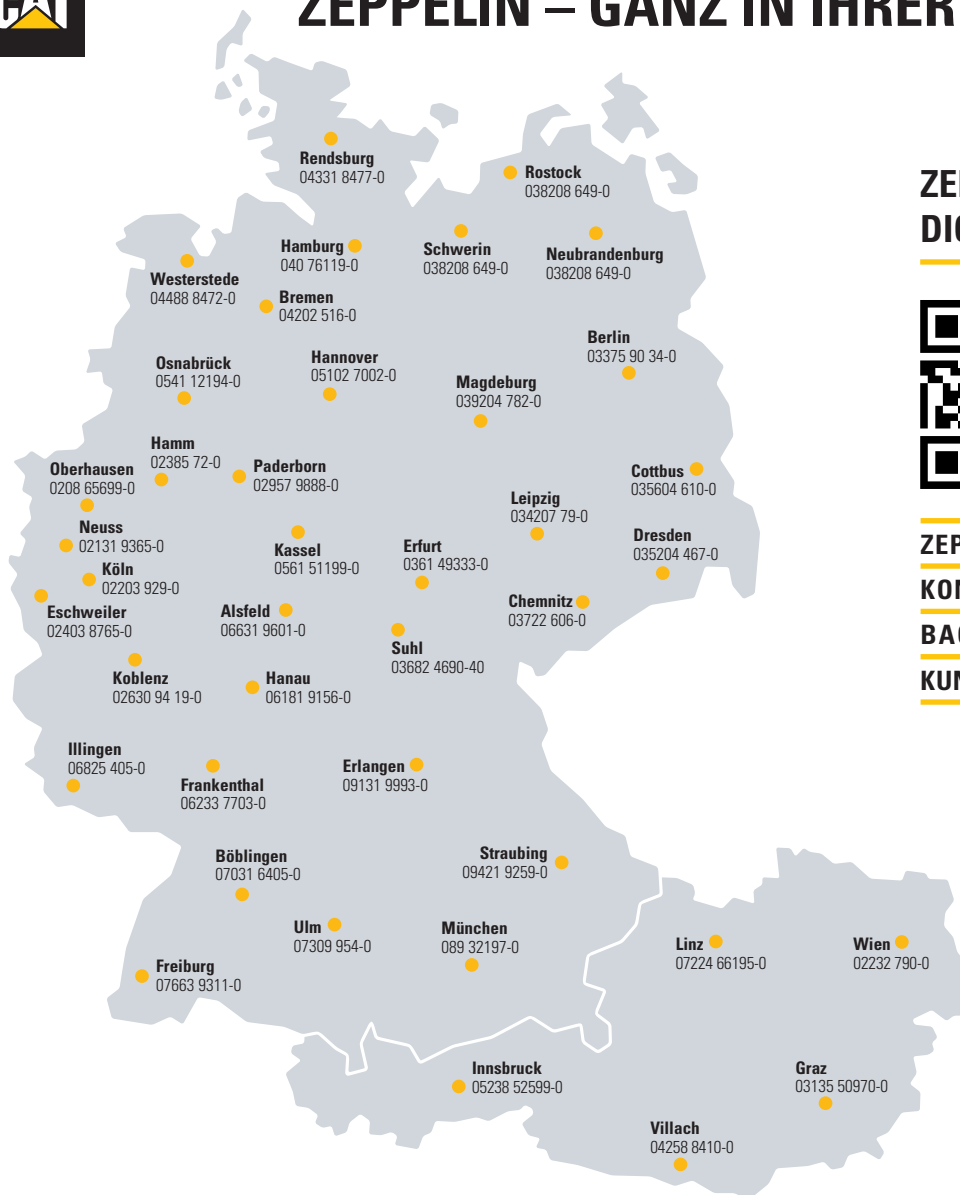 ZEPPELIN – GANZ IN IHRER
Rendsburg
04331 8477-0
Rostock
038208 649-0
Hamburg
040 76119-0
Schwerin
038208 649-0
Neubrandenburg
038208 649-0
Westerstede
04488 8472-0
Bremen
04202 516-0
Berlin
03375 90 34-0
Osnabrück
0541 12194-0
Hannover
05102 7002-0
Magdeburg
039204 782-0
Hamm
02385 72-0
Oberhausen
0208 65699-0
Paderborn
02957 9888-0
Cottbus
035604 610-0
Leipzig
034207 79-0
Neuss
02131 9365-0
Kassel
0561 51199-0
Erfurt
0361 49333-0
Dresden
035204 467-0
Köln
02203 929-0
Eschweiler
02403 8765-0
Alsfeld
06631 9601-0
Chemnitz
03722 606-0
Suhl
03682 4690-40
Koblenz
02630 94 19-0
Hanau
06181 9156-0
Illingen
06825 405-0
Frankenthal
06233 7703-0
Erlangen
09131 9993-0
Böblingen
07031 6405-0
Straubing
09421 9259-0
Ulm
07309 954-0
München
089 32197-0
Linz
07224 66195-0
Wien
02232 790-0
Freiburg
07663 9311-0
Innsbruck
05238 52599-0
Graz
03135 50970-0
Villach
04258 8410-0